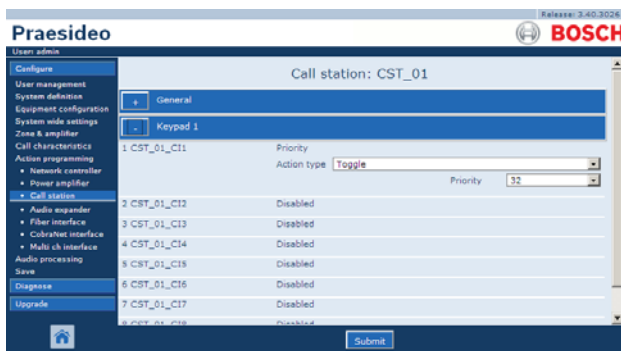 Release: 3.40.3026
Praesideo
BOSCH
User: admin
Configure
User management
System definition
Equipment configuration
System wide settings
Zone & amplifier
Call characteristics
Action programming
• Network controller
• Power amplifier
• Call station
• Audio expander
• Fiber interface
• CobraNet interface
• Multi ch interface
Audio processing
Save
Diagnose
Upgrade
Call station: CST_01
+ General
- Keypad 1
1 CST_01_CI1 Priority
Action type Toggle
Priority 32
2 CST_01_CI2 Disabled
3 CST_01_CI3 Disabled
4 CST_01_CI4 Disabled
5 CST_01_CI5 Disabled
6 CST_01_CI6 Disabled
7 CST_01_CI7 Disabled
8 CST_01_CI8 Disabled
Submit